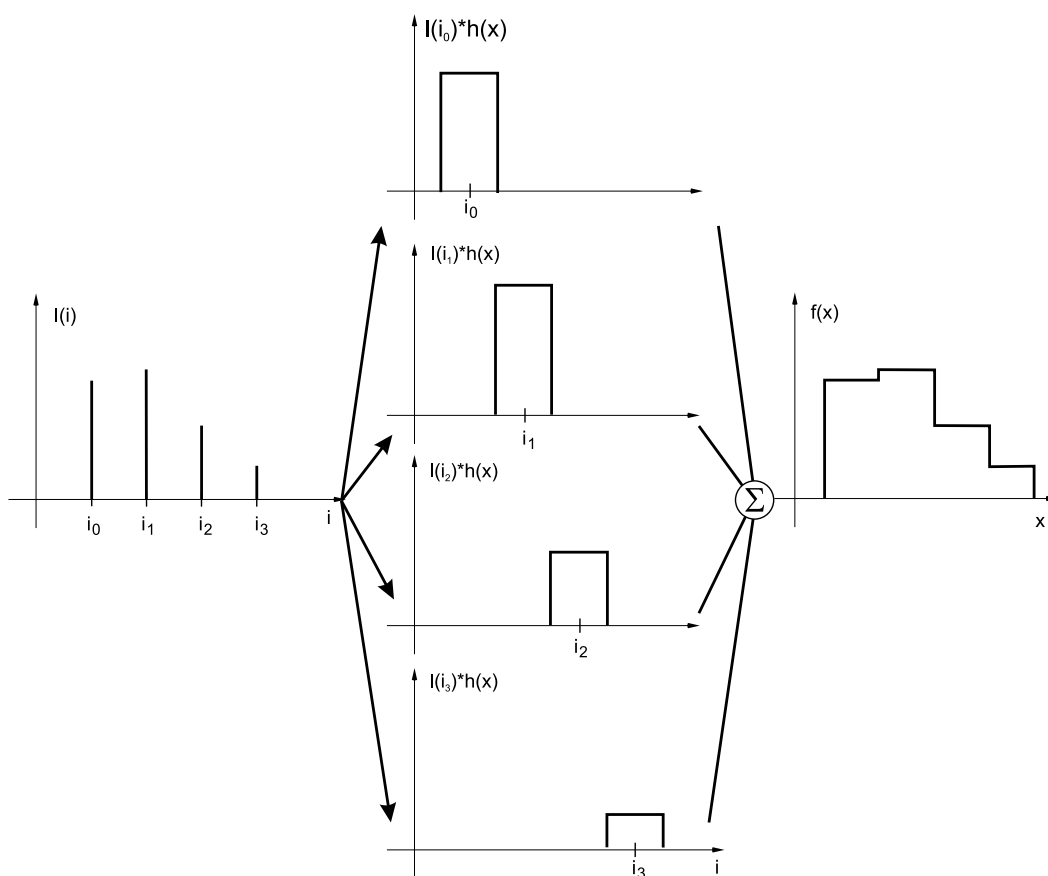 I(i₀)*h(x)
i₀
I(i₁)*h(x)
i₁
I(i)
i₀ i₁ i₂ i₃ i
I(i₂)*h(x)
i₂
I(i₃)*h(x)
i₃ i
Σ
f(x)
x